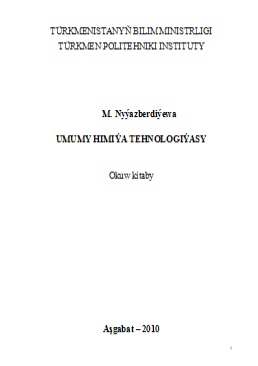 TÜRKMENISTANYŇ BILIM MINISTRLIGI
TÜRKMEN POLITEHNIKI INSTITUTY
M. Nyýazberdiýewa
UMUMY HIMIÝA TEHNOLOGIÝASY
Okuw kitaby
Aşgabat – 2010